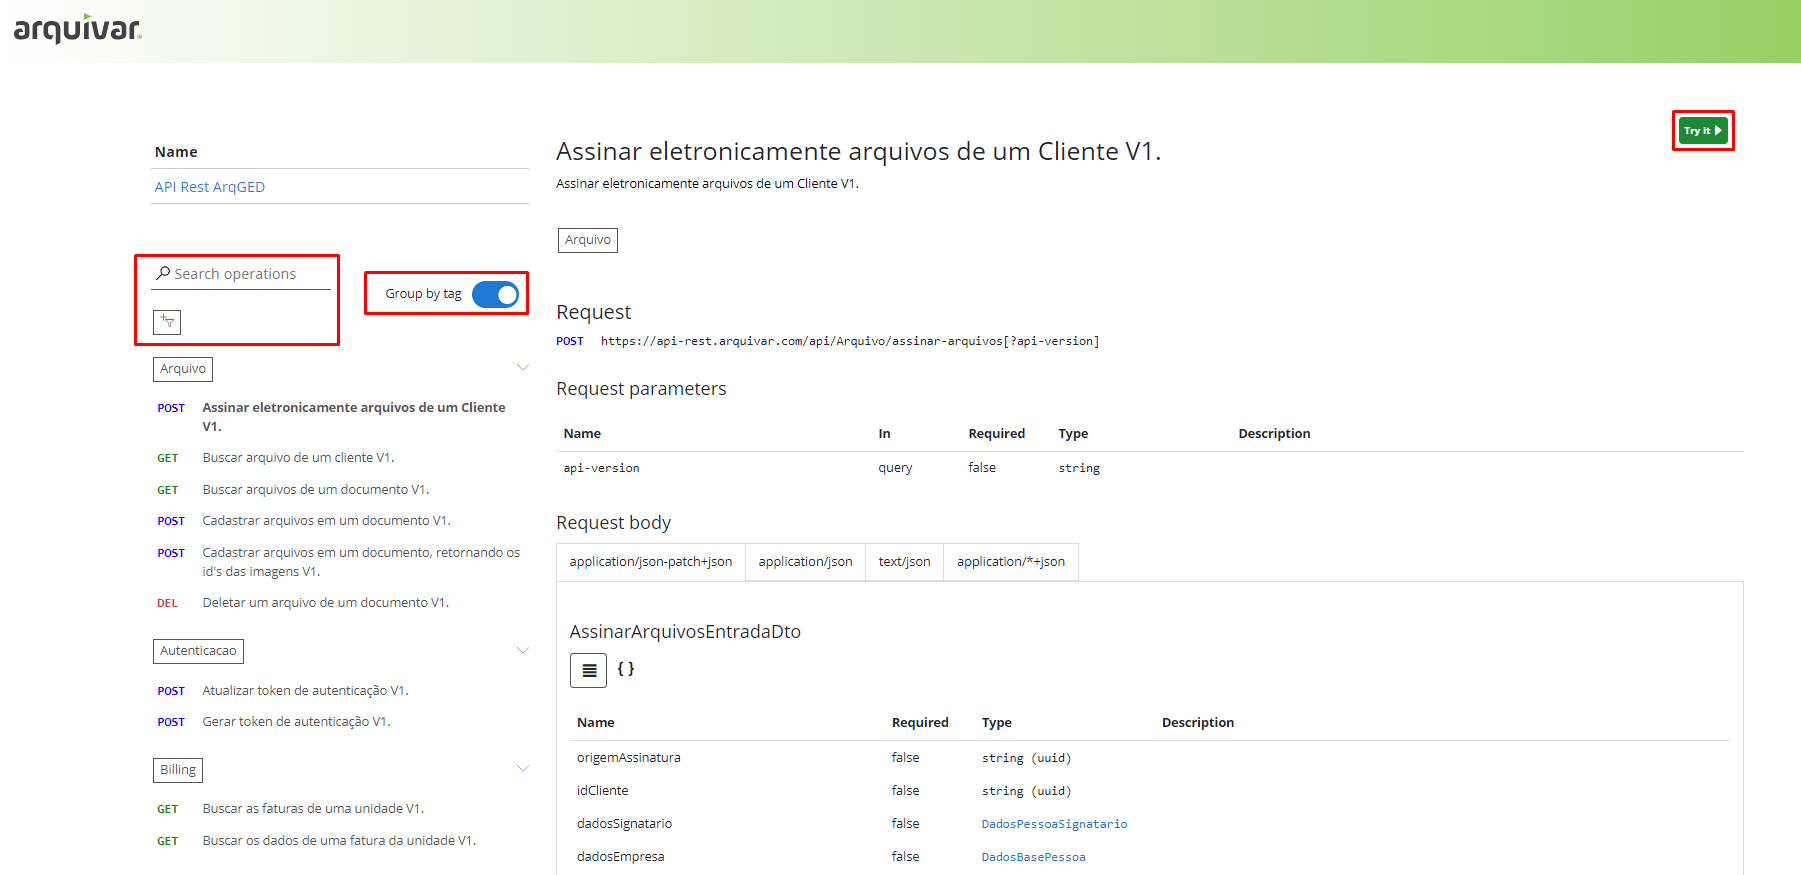 arquivar
Name
API Rest ArqGED
Search operations
Group by tag
Arquivo
POST Assinar eletronicamente arquivos de um Cliente
V1.
GET Buscar arquivo de um cliente V1.
GET Buscar arquivos de um documento V1.
POST Cadastrar arquivos em um documento V1.
POST Cadastrar arquivos em um documento, retornando os
id's das imagens V1.
DEL Deletar um arquivo de um documento V1.
Autenticacao
POST Atualizar token de autenticação V1.
POST Gerar token de autenticação V1.
Billing
GET Buscar as faturas de uma unidade V1.
GET Buscar os dados de uma fatura da unidade V1.
Try it
Assinar eletronicamente arquivos de um Cliente V1.
Assinar eletronicamente arquivos de um Cliente V1.
Arquivo
Request
POST https://api-rest.arquivar.com/api/Arquivo/assinar-arquivos[?api-version]
Request parameters
Name In Required Type Description
api-version query false string
Request body
application/json-patch+json application/json text/json application/*+json
AssinarArquivosEntradaDto
{ }
Name Required Type Description
origemAssinatura false string (uuid)
idCliente false string (uuid)
dadosSignatario false DadosPessoaSignatario
dadosEmpresa false DadosBasePessoa